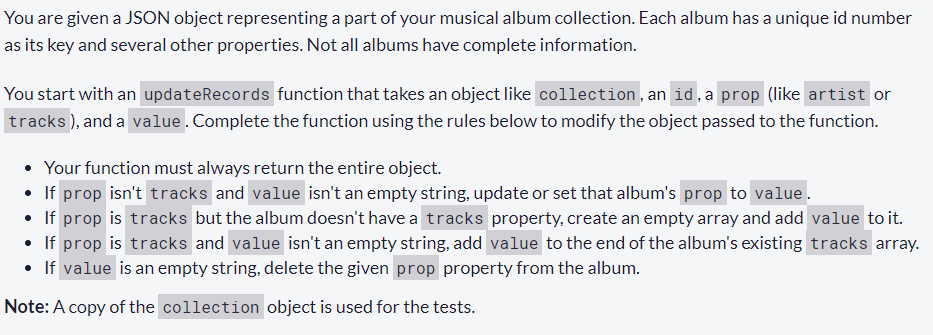 You are given a JSON object representing a part of your musical album collection. Each album has a unique id number
as its key and several other properties. Not all albums have complete information.
You start with an updateRecords function that takes an object like collection, an id, a prop (like artist or
tracks), and a value. Complete the function using the rules below to modify the object passed to the function.
• Your function must always return the entire object.
• If prop isn't tracks and value isn't an empty string, update or set that album's prop to value.
• If prop is tracks but the album doesn't have a tracks property, create an empty array and add value to it.
• If prop is tracks and value isn't an empty string, add value to the end of the album's existing tracks array.
• If value is an empty string, delete the given prop property from the album.
Note: A copy of the collection object is used for the tests.